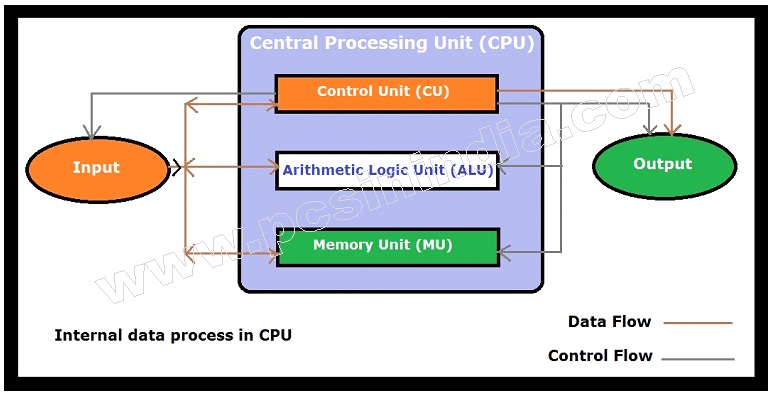 Central Processing Unit (CPU)
Control Unit (CU)
Input
Arithmetic Logic Unit (ALU)
Output
Memory Unit (MU)
www.pcsinindia.com
Internal data process in CPU
Data Flow
Control Flow